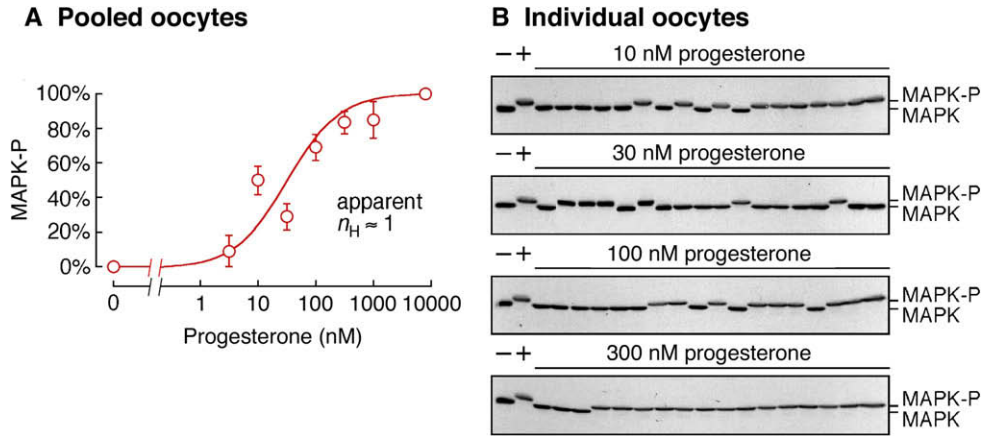 A Pooled oocytes
MAPK-P
100%
80%
60%
40%
20%
0%
apparent
nH ≈ 1
0 1 10 100 1000 10000
Progesterone (nM)
B Individual oocytes
– + 10 nM progesterone
MAPK-P
MAPK
– + 30 nM progesterone
MAPK-P
MAPK
– + 100 nM progesterone
MAPK-P
MAPK
– + 300 nM progesterone
MAPK-P
MAPK